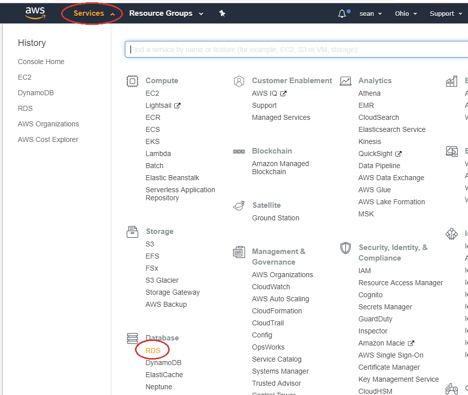 aws
Services
Resource Groups
sean
Ohio
Support
History
Console Home
EC2
DynamoDB
RDS
AWS Organizations
AWS Cost Explorer
Find a service by name or feature (for example, EC2, S3 or VM, storage).
Compute
EC2
Lightsail
ECR
ECS
EKS
Lambda
Batch
Elastic Beanstalk
Serverless Application
Repository
Storage
S3
EFS
FSx
S3 Glacier
Storage Gateway
AWS Backup
Database
RDS
DynamoDB
ElastiCache
Neptune
Customer Enablement
AWS IQ
Support
Managed Services
Blockchain
Amazon Managed
Blockchain
Satellite
Ground Station
Management &
Governance
AWS Organizations
CloudWatch
AWS Auto Scaling
CloudFormation
CloudTrail
Config
OpsWorks
Service Catalog
Systems Manager
Trusted Advisor
Analytics
Athena
EMR
CloudSearch
Elasticsearch Service
Kinesis
QuickSight
Data Pipeline
AWS Data Exchange
AWS Glue
AWS Lake Formation
MSK
Security, Identity, &
Compliance
IAM
Resource Access Manager
Cognito
Secrets Manager
GuardDuty
Inspector
Amazon Macie
AWS Single Sign-On
Certificate Manager
Key Management Service
CloudHSM